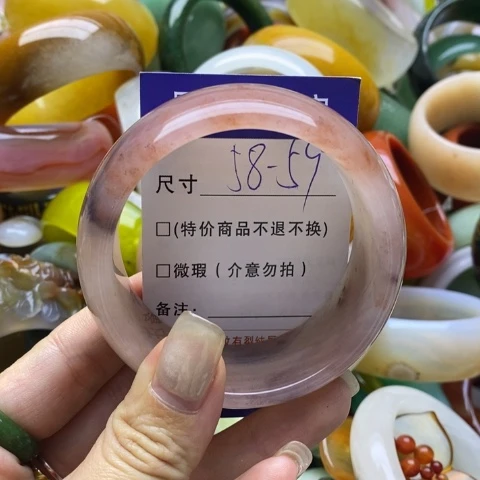 尺寸 58-59
□(特价商品不退不换)
□微瑕(介意勿拍)
备注: